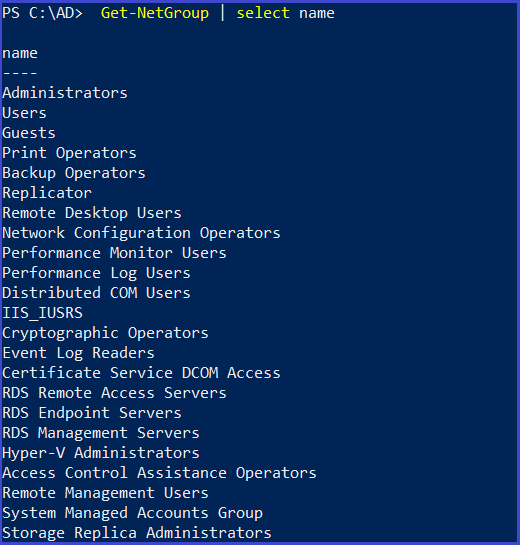 PS C:\AD>  Get-NetGroup | select name
name
----
Administrators
Users
Guests
Print Operators
Backup Operators
Replicator
Remote Desktop Users
Network Configuration Operators
Performance Monitor Users
Performance Log Users
Distributed COM Users
IIS_IUSRS
Cryptographic Operators
Event Log Readers
Certificate Service DCOM Access
RDS Remote Access Servers
RDS Endpoint Servers
RDS Management Servers
Hyper-V Administrators
Access Control Assistance Operators
Remote Management Users
System Managed Accounts Group
Storage Replica Administrators